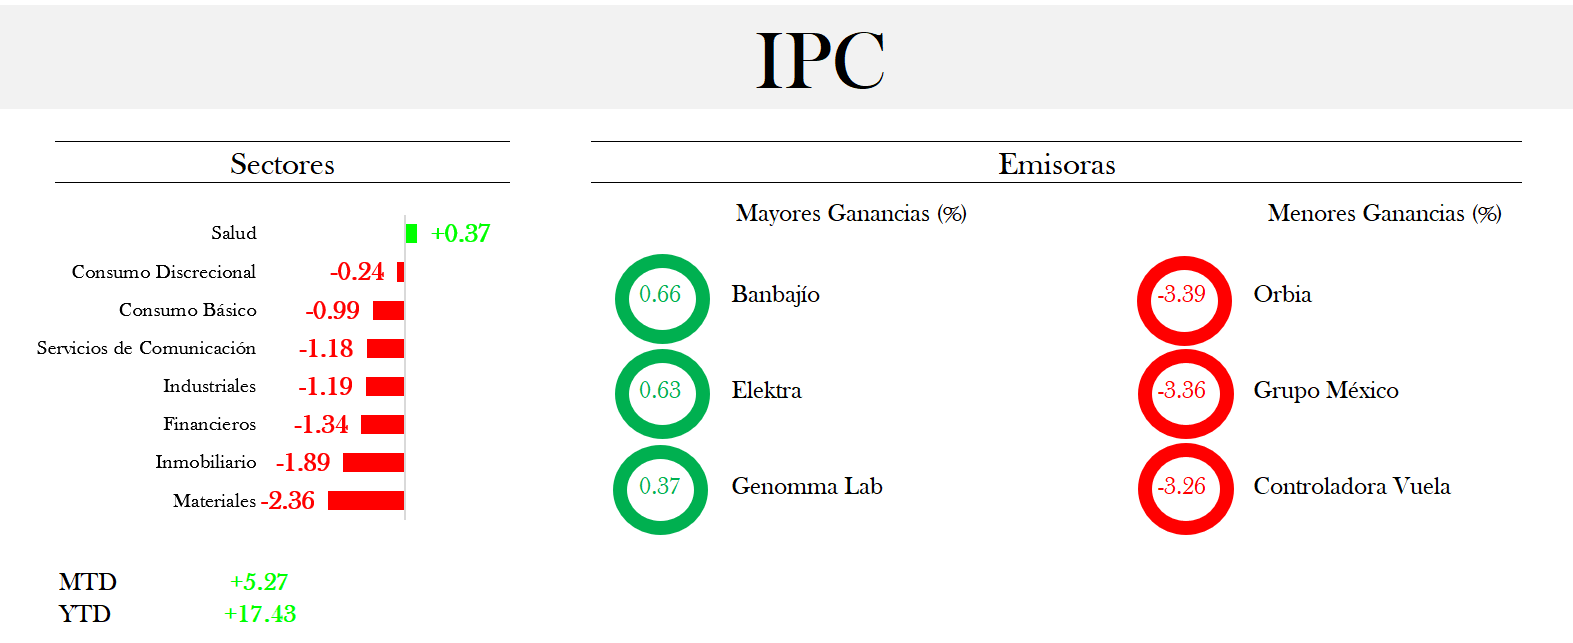 IPC
Sectores
Salud +0.37
Consumo Discrecional -0.24
Consumo Básico -0.99
Servicios de Comunicación -1.18
Industriales -1.19
Financieros -1.34
Inmobiliario -1.89
Materiales -2.36
MTD +5.27
YTD +17.43
Emisoras
Mayores Ganancias (%)
0.66 Banbajío
0.63 Elektra
0.37 Genomma Lab
Menores Ganancias (%)
-3.39 Orbia
-3.36 Grupo México
-3.26 Controladora Vuela